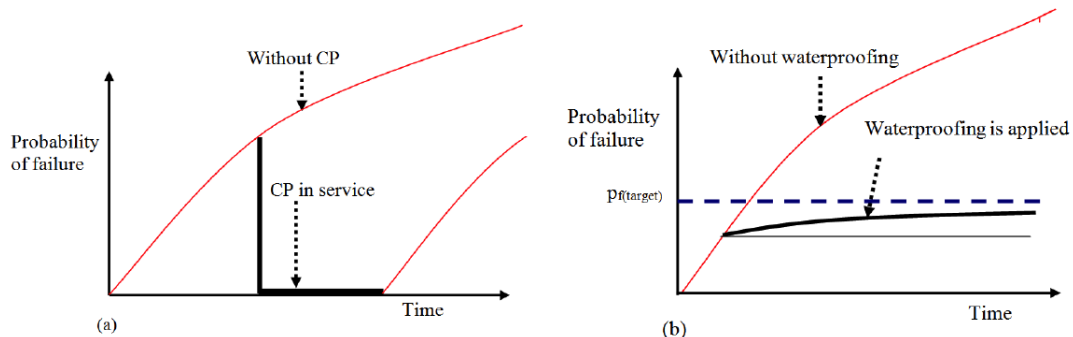 Without CP
Probability
of failure
CP in service
Time
(a)
Without waterproofing
Probability
of failure
Waterproofing is applied
pf(target)
Time
(b)